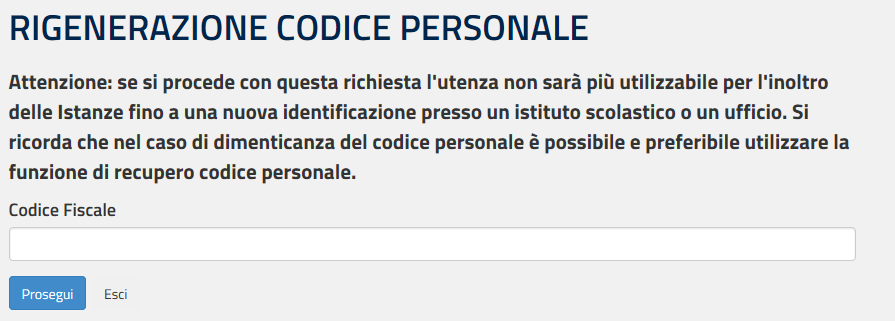 RIGENERAZIONE CODICE PERSONALE
Attenzione: se si procede con questa richiesta l'utenza non sarà più utilizzabile per l'inoltro
delle Istanze fino a una nuova identificazione presso un istituto scolastico o un ufficio. Si
ricorda che nel caso di dimenticanza del codice personale è possibile e preferibile utilizzare la
funzione di recupero codice personale.
Codice Fiscale
Prosegui Esci